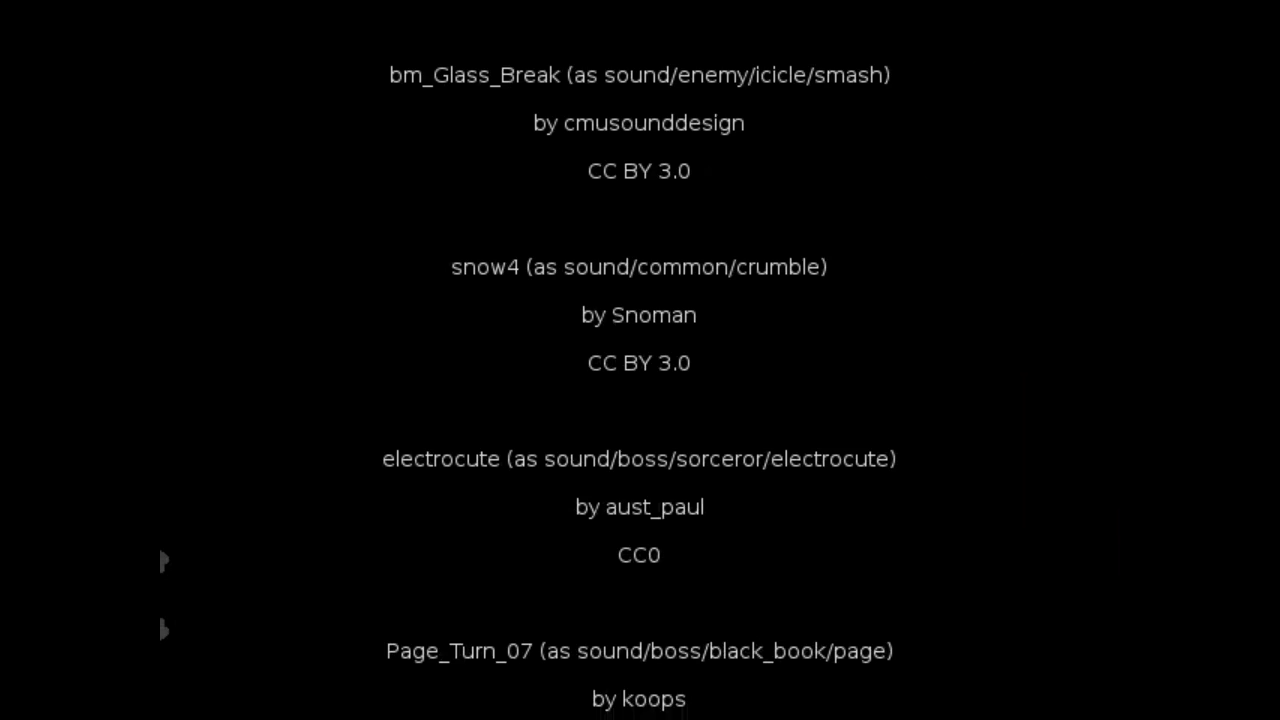 bm_Glass_Break (as sound/enemy/icicle/smash)
by cmusounddesign
CC BY 3.0
snow4 (as sound/common/crumble)
by Snoman
CC BY 3.0
electrocute (as sound/boss/sorceror/electrocute)
by aust_paul
CC0
Page_Turn_07 (as sound/boss/black_book/page)
by koops